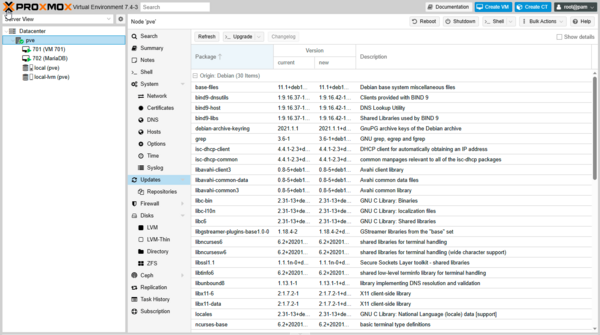 PROXMOX Virtual Environment 7.4-3 Search Documentation Create VM Create CT root@pam
Server View Node 'pve' Reboot Shutdown Shell Bulk Actions Help
Datacenter
pve
701 (VM 701)
702 (MariaDB)
local (pve)
local-lvm (pve)
Search
Summary
Notes
Shell
System
Network
Certificates
DNS
Hosts
Options
Time
Syslog
Updates
Repositories
Firewall
Disks
LVM
LVM-Thin
Directory
ZFS
Ceph
Replication
Task History
Subscription
Refresh Upgrade Changelog Show details
Package Version Description
current new
Origin: Debian (30 Items)
base-files 11.1+deb1... 11.1+deb1... Debian base system miscellaneous files
bind9-dnsutils 1:9.16.37-1... 1:9.16.42-1... Clients provided with BIND 9
bind9-host 1:9.16.37-1... 1:9.16.42-1... DNS Lookup Utility
bind9-libs 1:9.16.37-1... 1:9.16.42-1... Shared Libraries used by BIND 9
debian-archive-keyring 2021.1.1 2021.1.1+d... GnuPG archive keys of the Debian archive
grep 3.6-1 3.6-1+deb1... GNU grep, egrep and fgrep
isc-dhcp-client 4.4.1-2.3+d... 4.4.1-2.3+d... DHCP client for automatically obtaining an IP address
isc-dhcp-common 4.4.1-2.3+d... 4.4.1-2.3+d... common manpages relevant to all of the isc-dhcp packages
libavahi-client3 0.8-5+deb1... 0.8-5+deb1... Avahi client library
libavahi-common-data 0.8-5+deb1... 0.8-5+deb1... Avahi common data files
libavahi-common3 0.8-5+deb1... 0.8-5+deb1... Avahi common library
libc-bin 2.31-13+de... 2.31-13+de... GNU C Library: Binaries
libc-l10n 2.31-13+de... 2.31-13+de... GNU C Library: localization files
libc6 2.31-13+de... 2.31-13+de... GNU C Library: Shared libraries
libgstreamer-plugins-base1.0-0 1.18.4-2 1.18.4-2+d... GStreamer libraries from the "base" set
libncurses6 6.2+20201... 6.2+20201... shared libraries for terminal handling
libncursesw6 6.2+20201... 6.2+20201... shared libraries for terminal handling (wide character support)
libssl1.1 1.1.1n-0+d... 1.1.1n-0+d... Secure Sockets Layer toolkit - shared libraries
libtinfo6 6.2+20201... 6.2+20201... shared low-level terminfo library for terminal handling
libunbound8 1.13.1-1 1.13.1-1+d... library implementing DNS resolution and validation
libx11-6 2:1.7.2-1 2:1.7.2-1+... X11 client-side library
libx11-data 2:1.7.2-1 2:1.7.2-1+... X11 client-side library
locales 2.31-13+de... 2.31-13+de... GNU C Library: National Language (locale) data [support]
ncurses-base 6.2+20201... 6.2+20201... basic terminal type definitions